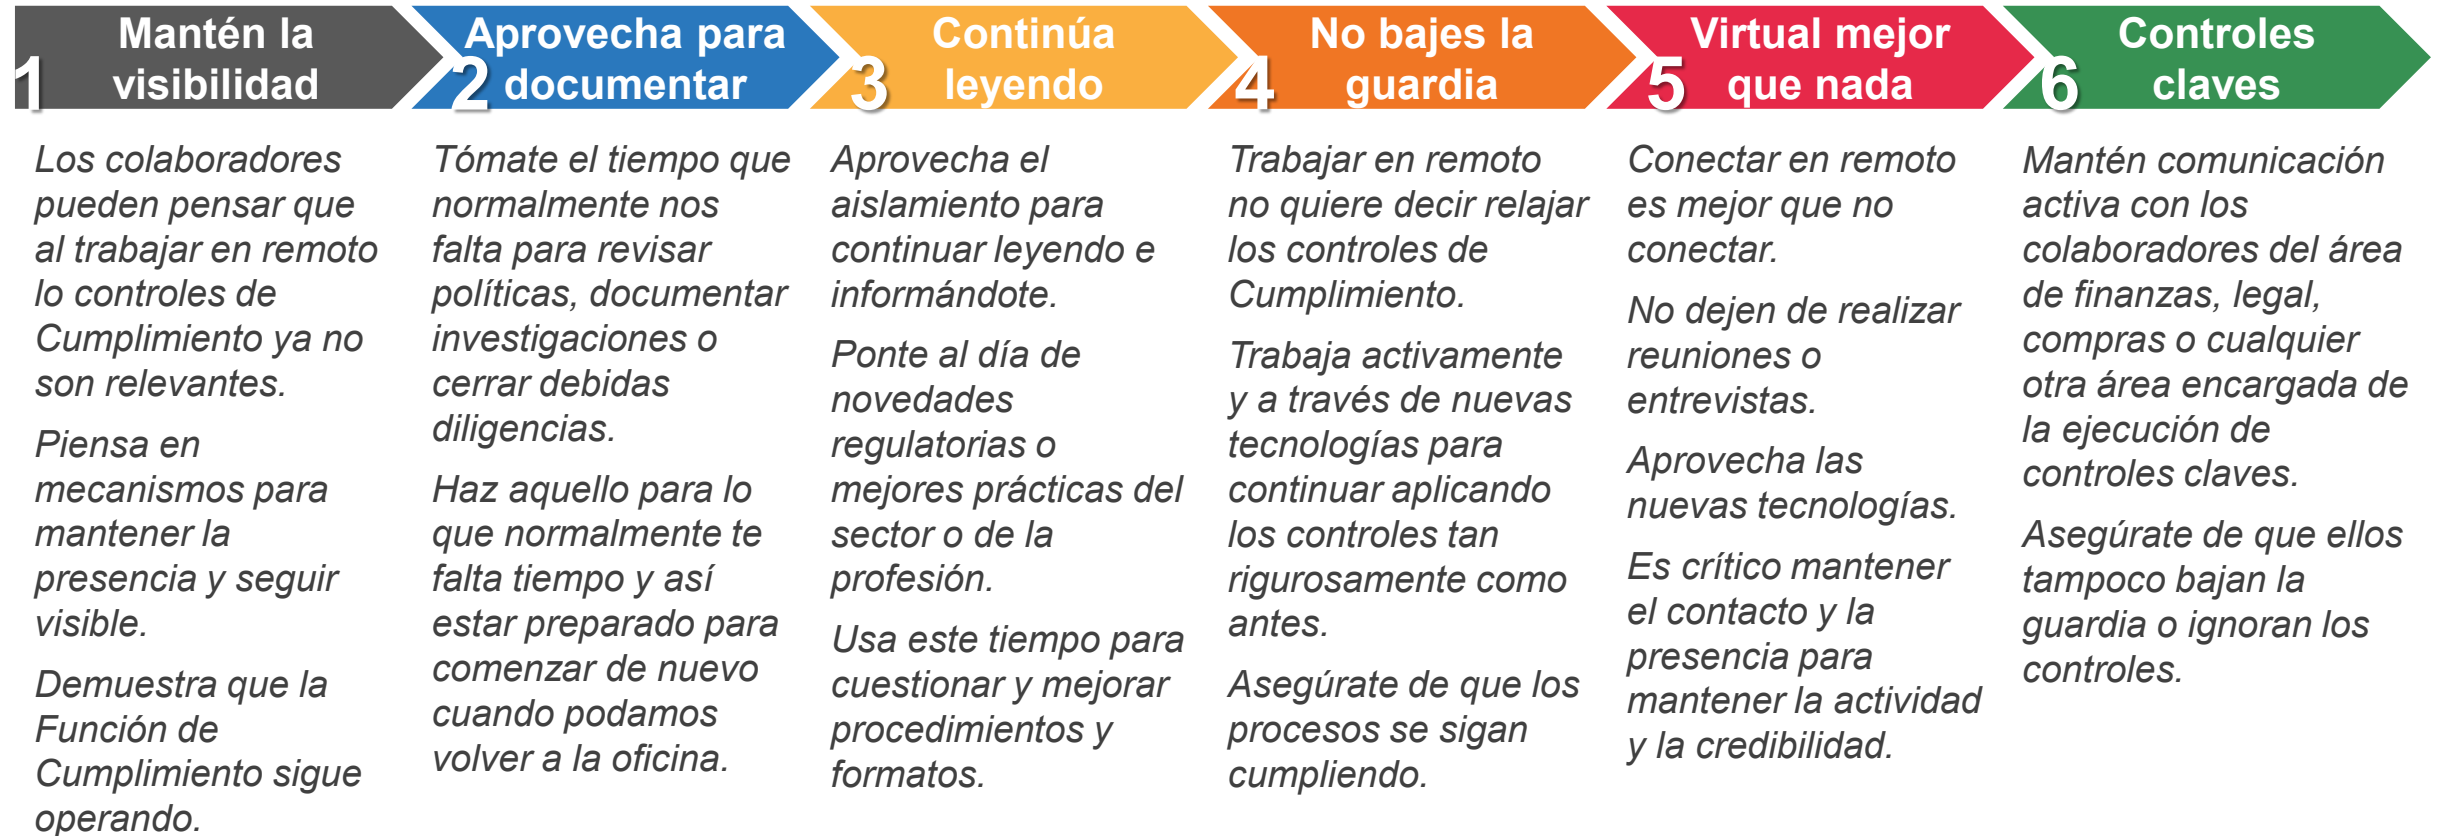 1
Mantén la
visibilidad
Los colaboradores
pueden pensar que
al trabajar en remoto
lo controles de
Cumplimiento ya no
son relevantes.
Piensa en
mecanismos para
mantener la
presencia y seguir
visible.
Demuestra que la
Función de
Cumplimiento sigue
operando.
2
Aprovecha para
documentar
Tómate el tiempo que
normalmente nos
falta para revisar
políticas, documentar
investigaciones o
cerrar debidas
diligencias.
Haz aquello para lo
que normalmente te
falta tiempo y así
estar preparado para
comenzar de nuevo
cuando podamos
volver a la oficina.
3
Continúa
leyendo
Aprovecha el
aislamiento para
continuar leyendo e
informándote.
Ponte al día de
novedades
regulatorias o
mejores prácticas del
sector o de la
profesión.
Usa este tiempo para
cuestionar y mejorar
procedimientos y
formatos.
4
No bajes la
guardia
Trabajar en remoto
no quiere decir relajar
los controles de
Cumplimiento.
Trabaja activamente
y a través de nuevas
tecnologías para
continuar aplicando
los controles tan
rigurosamente como
antes.
Asegúrate de que los
procesos se sigan
cumpliendo.
5
Virtual mejor
que nada
Conectar en remoto
es mejor que no
conectar.
No dejen de realizar
reuniones o
entrevistas.
Aprovecha las
nuevas tecnologías.
Es crítico mantener
el contacto y la
presencia para
mantener la actividad
y la credibilidad.
6
Controles
claves
Mantén comunicación
activa con los
colaboradores del área
de finanzas, legal,
compras o cualquier
otra área encargada de
la ejecución de
controles claves.
Asegúrate de que ellos
tampoco bajan la
guardia o ignoran los
controles.